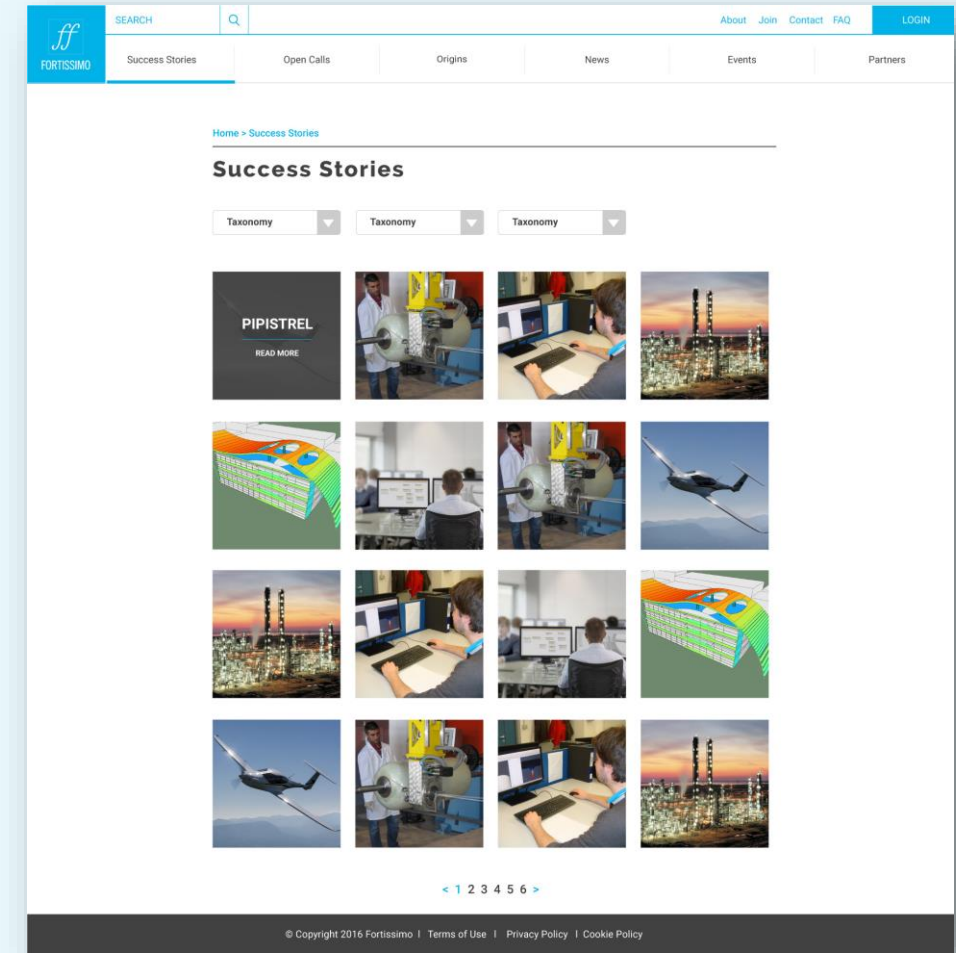 SEARCH
About Join Contact FAQ
LOGIN
ff
FORTISSIMO
Success Stories
Open Calls
Origins
News
Events
Partners
Home > Success Stories
Success Stories
Taxonomy
Taxonomy
Taxonomy
PIPISTREL
READ MORE
< 1 2 3 4 5 6 >
© Copyright 2016 Fortissimo | Terms of Use | Privacy Policy | Cookie Policy